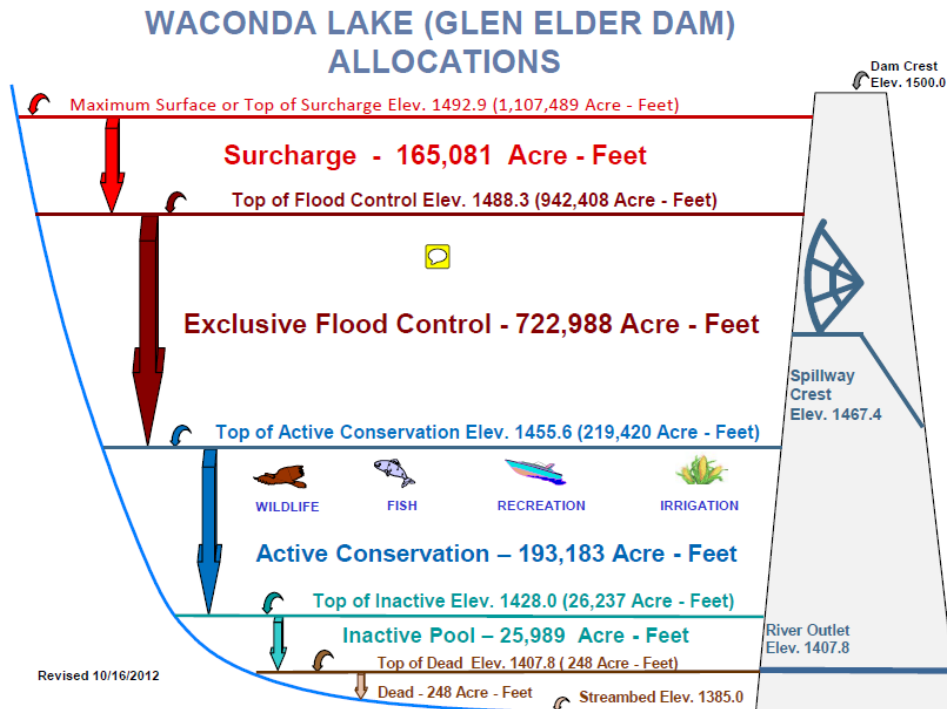 WACONDA LAKE (GLEN ELDER DAM)
ALLOCATIONS
Dam Crest
Elev. 1500.0
Maximum Surface or Top of Surcharge Elev. 1492.9 (1,107,489 Acre - Feet)
Surcharge - 165,081 Acre - Feet
Top of Flood Control Elev. 1488.3 (942,408 Acre - Feet)
Exclusive Flood Control - 722,988 Acre - Feet
Spillway
Crest
Elev. 1467.4
Top of Active Conservation Elev. 1455.6 (219,420 Acre - Feet)
WILDLIFE FISH RECREATION IRRIGATION
Active Conservation – 193,183 Acre - Feet
Top of Inactive Elev. 1428.0 (26,237 Acre - Feet)
Inactive Pool – 25,989 Acre - Feet
River Outlet
Elev. 1407.8
Top of Dead Elev. 1407.8 ( 248 Acre - Feet)
Revised 10/16/2012
Dead - 248 Acre - Feet
Streambed Elev. 1385.0